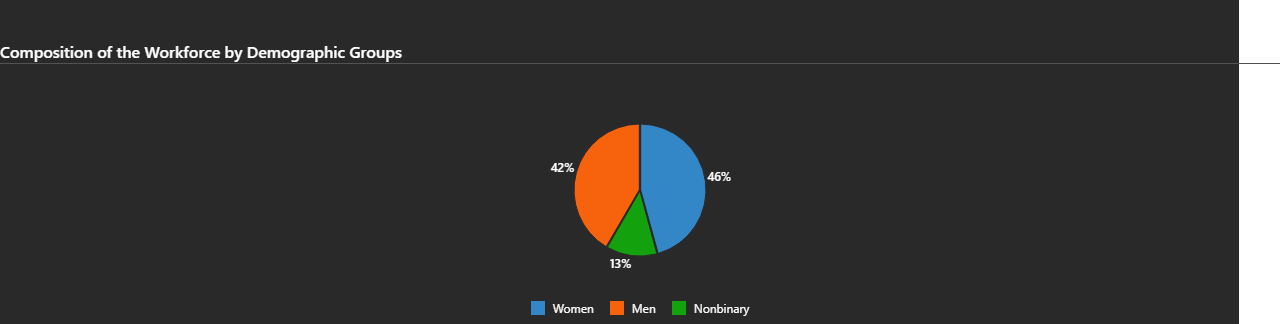 Composition of the Workforce by Demographic Groups
42%
46%
13%
Women Men Nonbinary